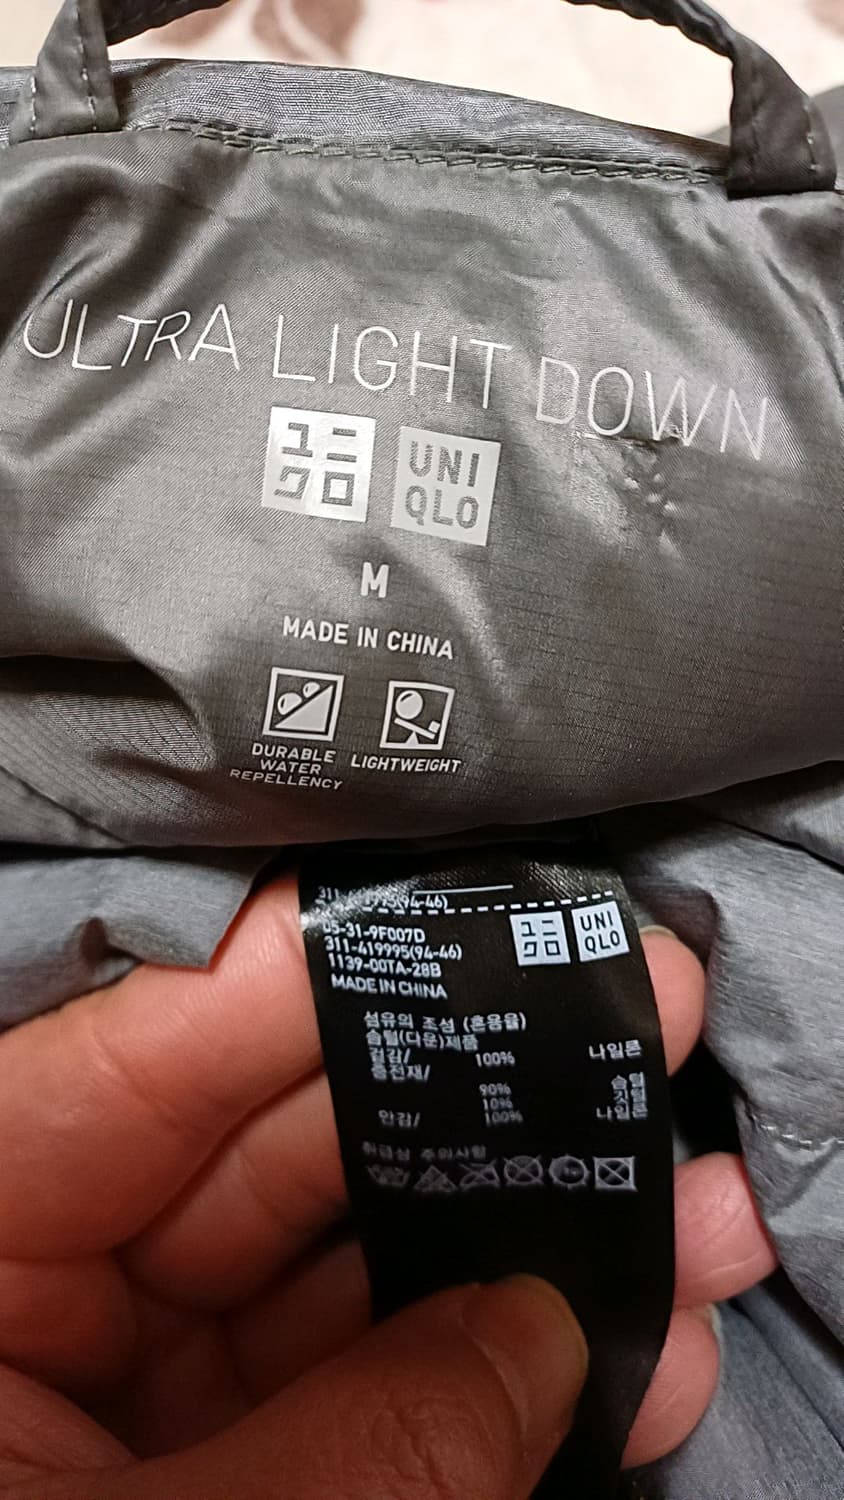 ULTRA LIGHT DOWN
ユニ UNI
クロ QLO
M
MADE IN CHINA
DURABLE WATER REPELLENCY
LIGHTWEIGHT
311
(94-46)
05-31-9F007D
311-419995(94-46)
1139-00TA-28B
MADE IN CHINA
ユニ UNI
クロ QLO
섬유의 조성 (혼용율)
솜털(다운)제품
겉감/ 100% 나일론
충전재/
90% 솜털
10% 깃털
안감/ 100% 나일론
취급상 주의사항